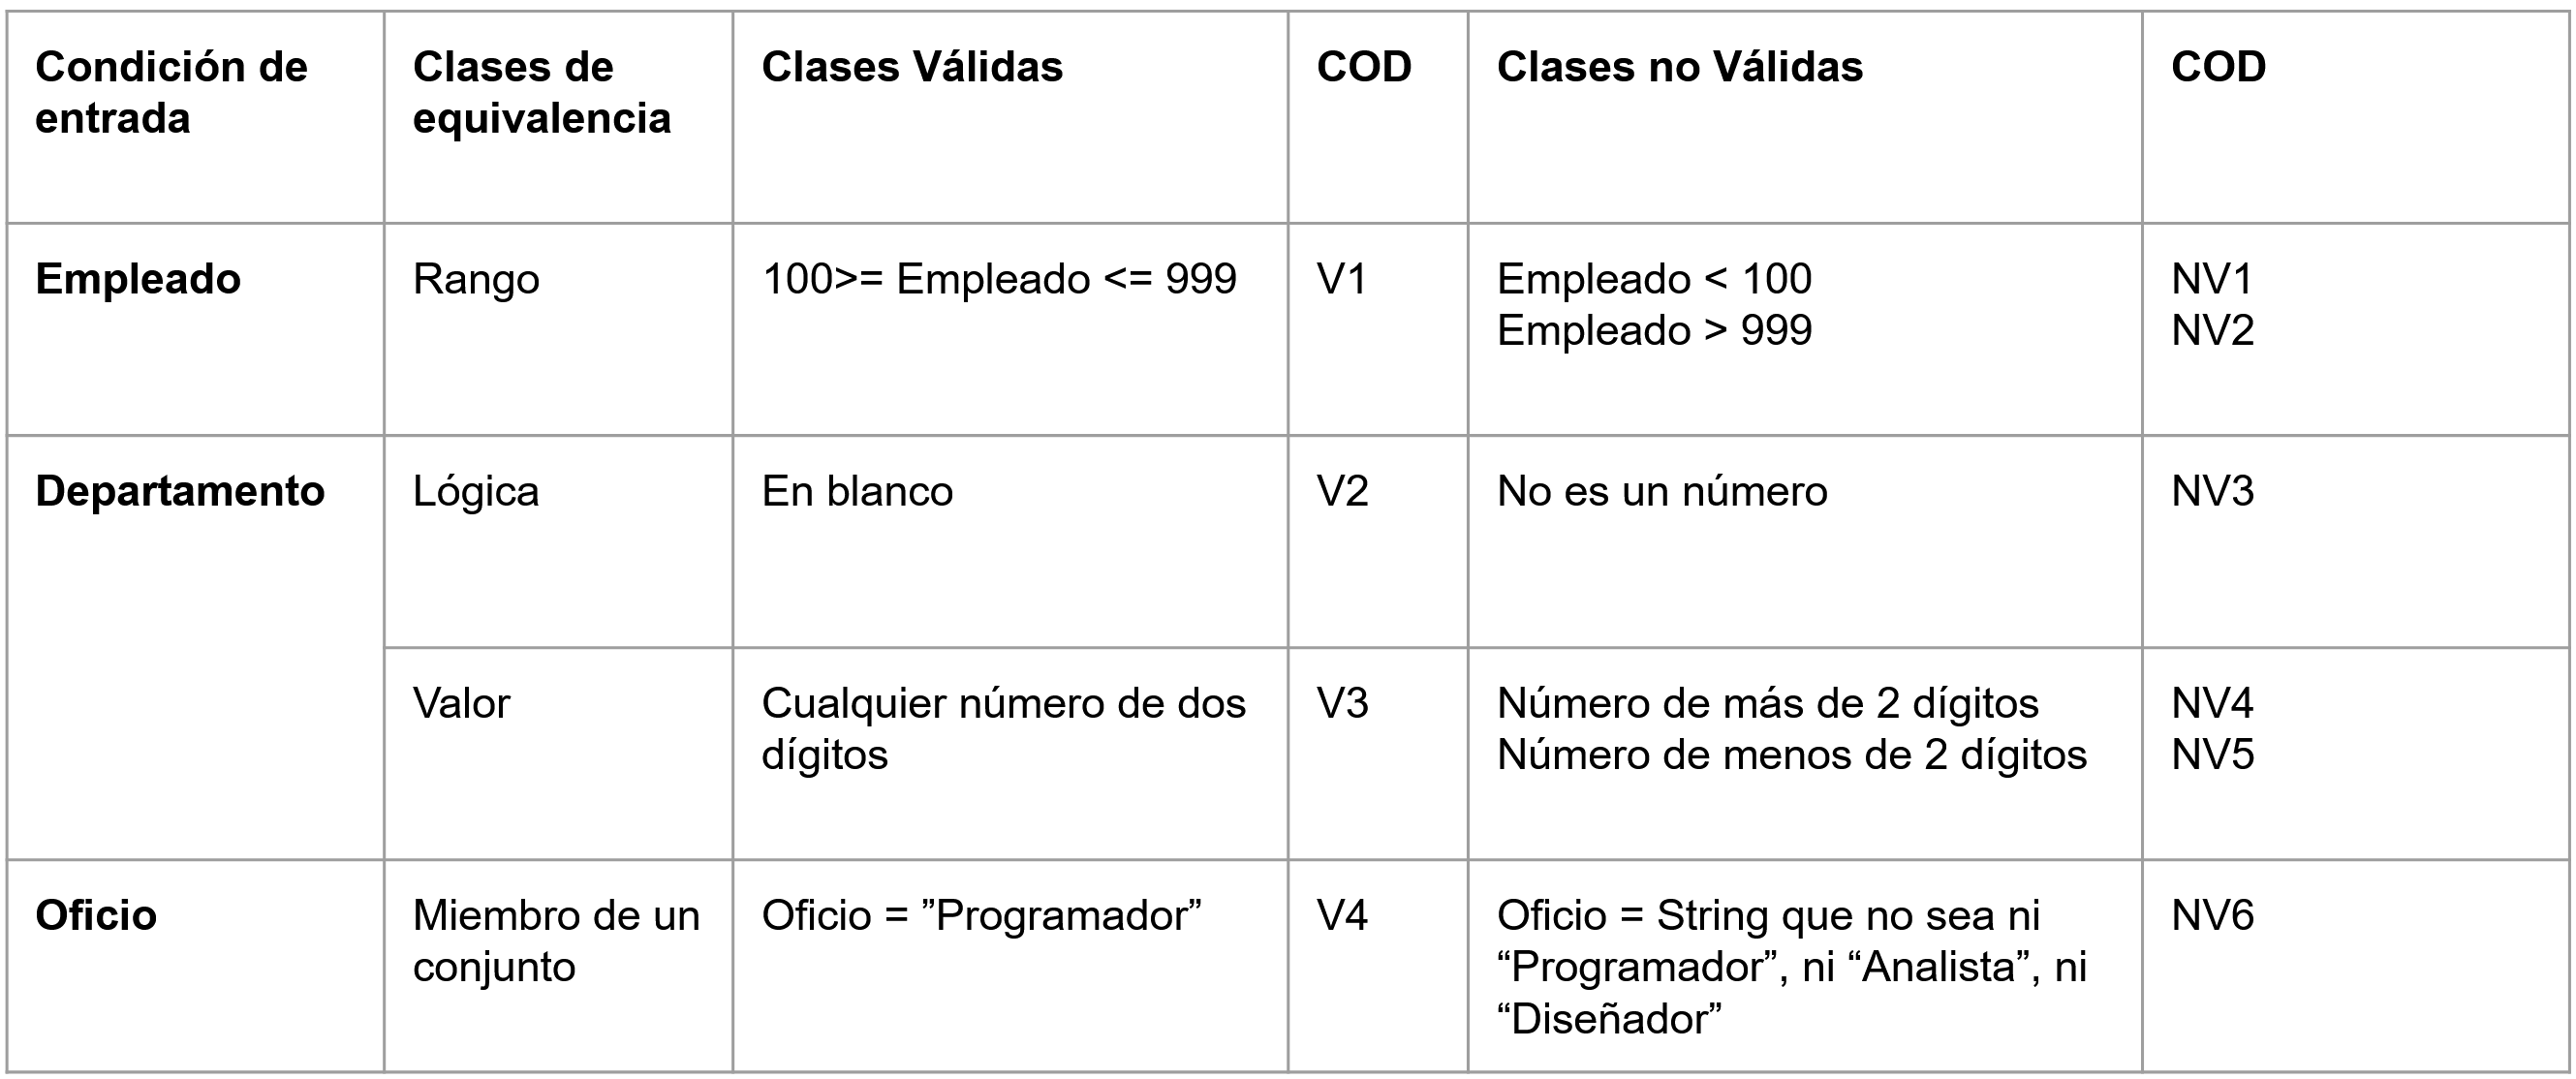 Condición de
entrada
Clases de
equivalencia
Clases Válidas
COD
Clases no Válidas
COD
Empleado
Rango
100>= Empleado <= 999
V1
Empleado < 100
Empleado > 999
NV1
NV2
Departamento
Lógica
En blanco
V2
No es un número
NV3
Valor
Cualquier número de dos
dígitos
V3
Número de más de 2 dígitos
Número de menos de 2 dígitos
NV4
NV5
Oficio
Miembro de un
conjunto
Oficio = ”Programador”
V4
Oficio = String que no sea ni
“Programador”, ni “Analista”, ni
“Diseñador”
NV6